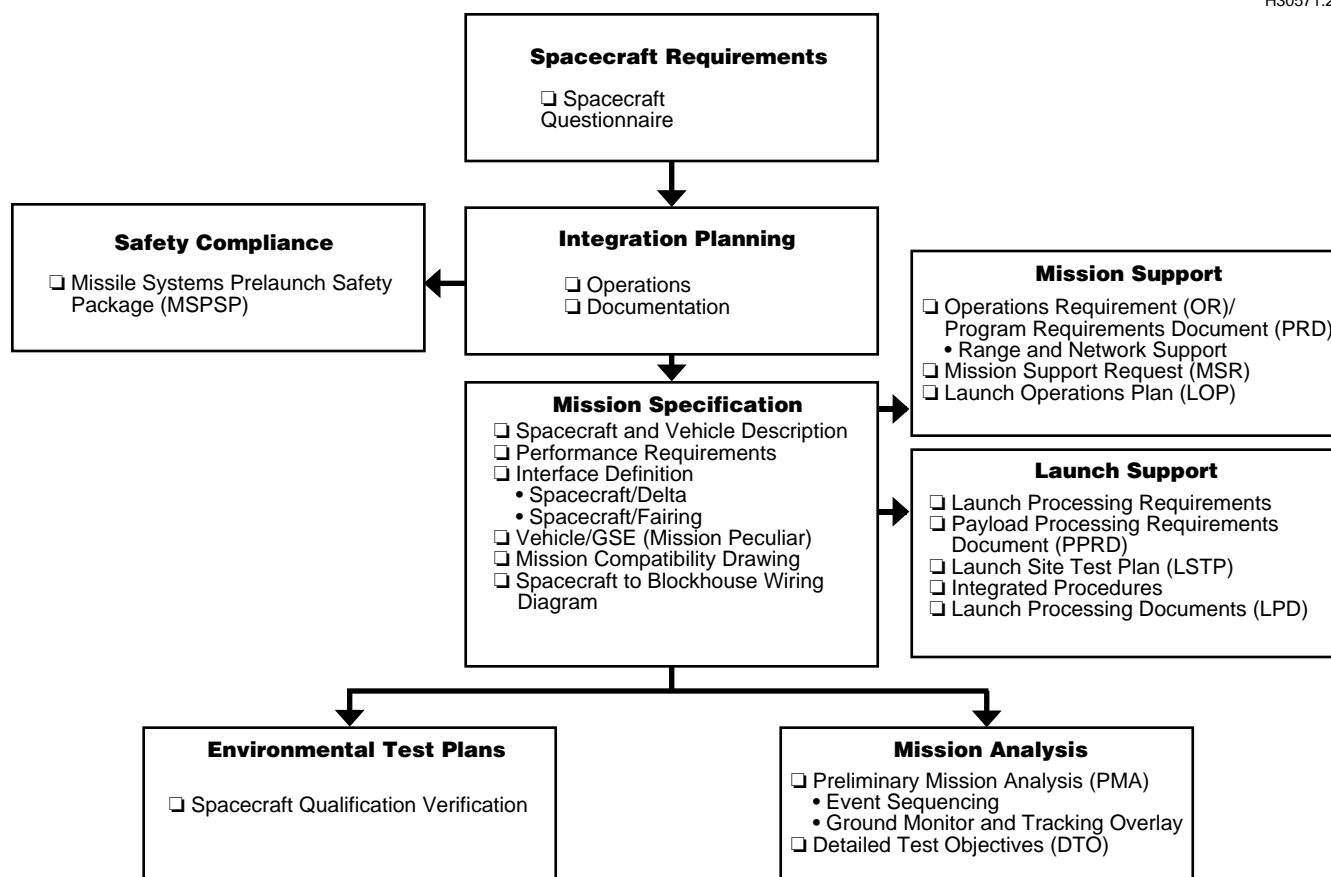 H30571.2
Spacecraft Requirements
❏ Spacecraft
Questionnaire
Safety Compliance
❏ Missile Systems Prelaunch Safety
Package (MSPSP)
Integration Planning
❏ Operations
❏ Documentation
Mission Support
❏ Operations Requirement (OR)/
Program Requirements Document (PRD)
• Range and Network Support
❏ Mission Support Request (MSR)
❏ Launch Operations Plan (LOP)
Mission Specification
❏ Spacecraft and Vehicle Description
❏ Performance Requirements
❏ Interface Definition
• Spacecraft/Delta
• Spacecraft/Fairing
❏ Vehicle/GSE (Mission Peculiar)
❏ Mission Compatibility Drawing
❏ Spacecraft to Blockhouse Wiring
Diagram
Launch Support
❏ Launch Processing Requirements
❏ Payload Processing Requirements
Document (PPRD)
❏ Launch Site Test Plan (LSTP)
❏ Integrated Procedures
❏ Launch Processing Documents (LPD)
Environmental Test Plans
❏ Spacecraft Qualification Verification
Mission Analysis
❏ Preliminary Mission Analysis (PMA)
• Event Sequencing
• Ground Monitor and Tracking Overlay
❏ Detailed Test Objectives (DTO)